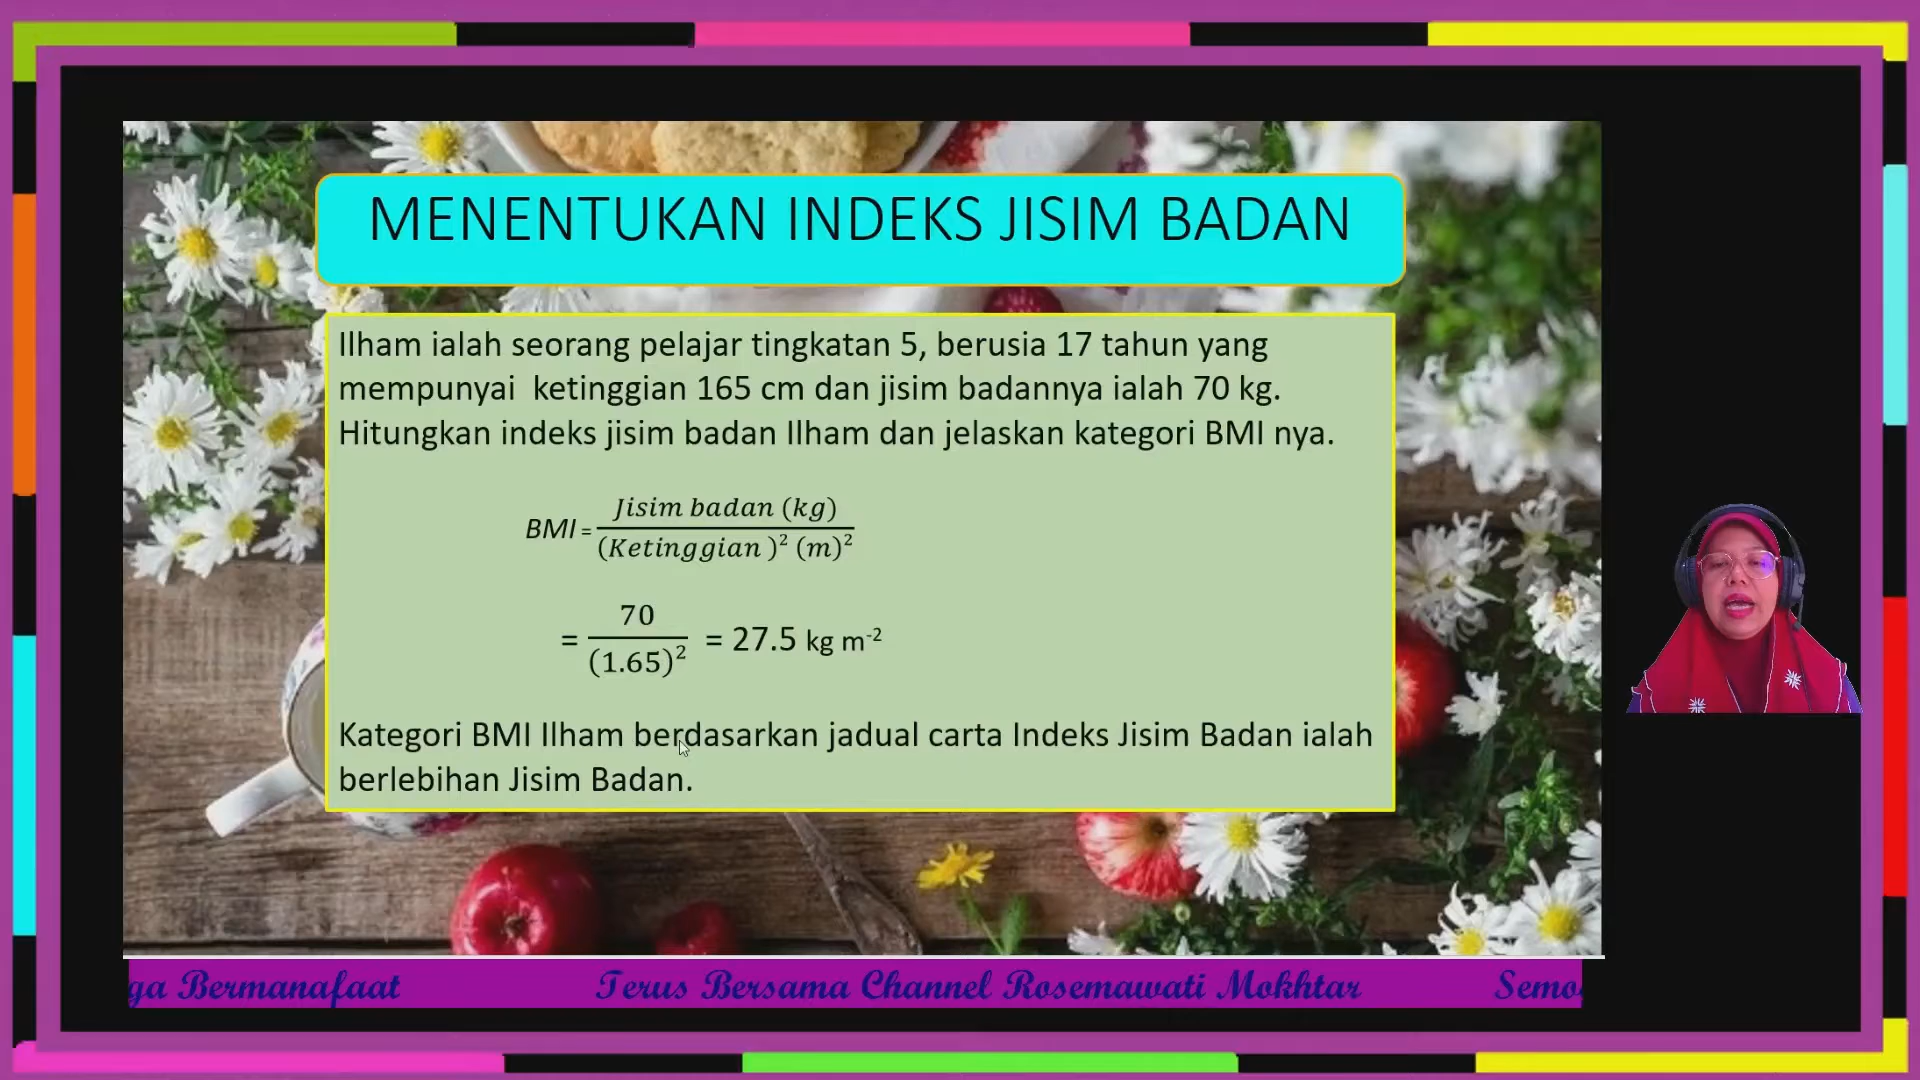 MENENTUKAN INDEKS JISIM BADAN
Ilham ialah seorang pelajar tingkatan 5, berusia 17 tahun yang
mempunyai ketinggian 165 cm dan jisim badannya ialah 70 kg.
Hitungkan indeks jisim badan Ilham dan jelaskan kategori BMI nya.
BMI = Jisim badan (kg) / (Ketinggian )² (m)²
= 70 / (1.65)² = 27.5 kg m⁻²
Kategori BMI Ilham berdasarkan jadual carta Indeks Jisim Badan ialah
berlebihan Jisim Badan.
ga Bermanafaat Terus Bersama Channel Rosemawati Mokhtar Semo